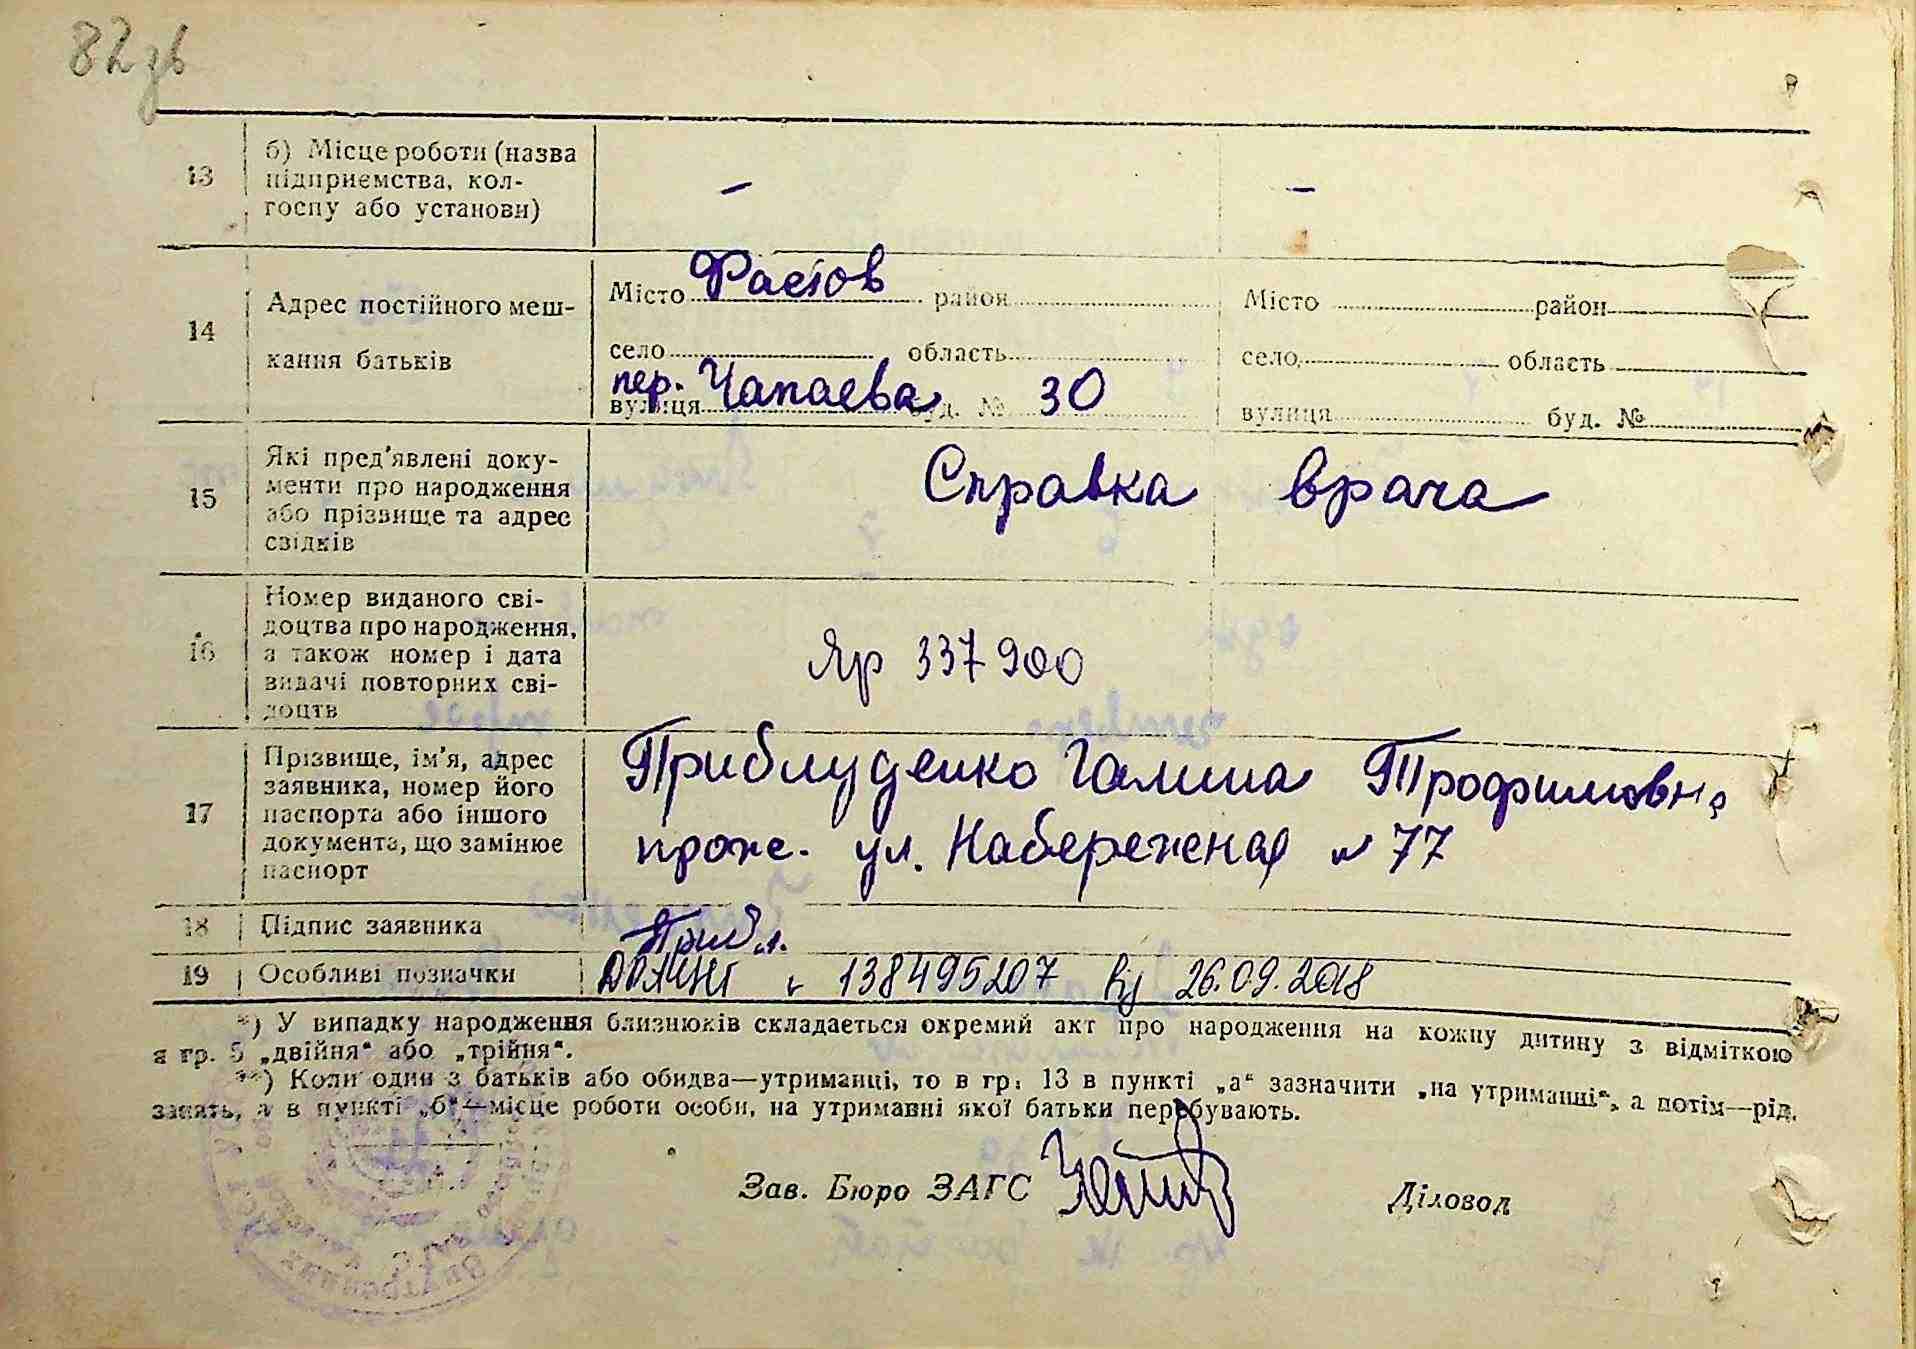 82зв
13 б) Місце роботи (назва
підприємства, кол-
госпу або установи) – –
14 Адрес постійного меш-
кання батьків
Місто Фастов район
село область
пер. Чапаева 30
вулиця буд. №
Місто район
село область
вулиця буд. №
15 Які пред'явлені доку-
менти про народження
або прізвище та адрес
свідків
Справка врача
16 Номер виданого сві-
доцтва про народження,
а також номер і дата
видачі повторних сві-
доцтв
Яр 337900
17 Прізвище, ім'я, адрес
заявника, номер його
паспорта або іншого
документа, що замінює
паспорт
Приблуденко Галина Трофимовна
прож. ул. Набережная № 77
18 Підпис заявника Прибл.
19 Особливі позначки 138495207 від 26.09.2018
*) У випадку народження близнюків складається окремий акт про народження на кожну дитину з відміткою
в гр. 5 „двійня“ або „трійня“.
**) Коли один з батьків або обидва—утриманці, то в гр. 13 в пункті „а“ зазначити „на утриманні“, а потім—рід.
занять, а в пункті „б“—місце роботи особи, на утриманні якої батьки перебувають.
Зав. Бюро ЗАГС Діловод